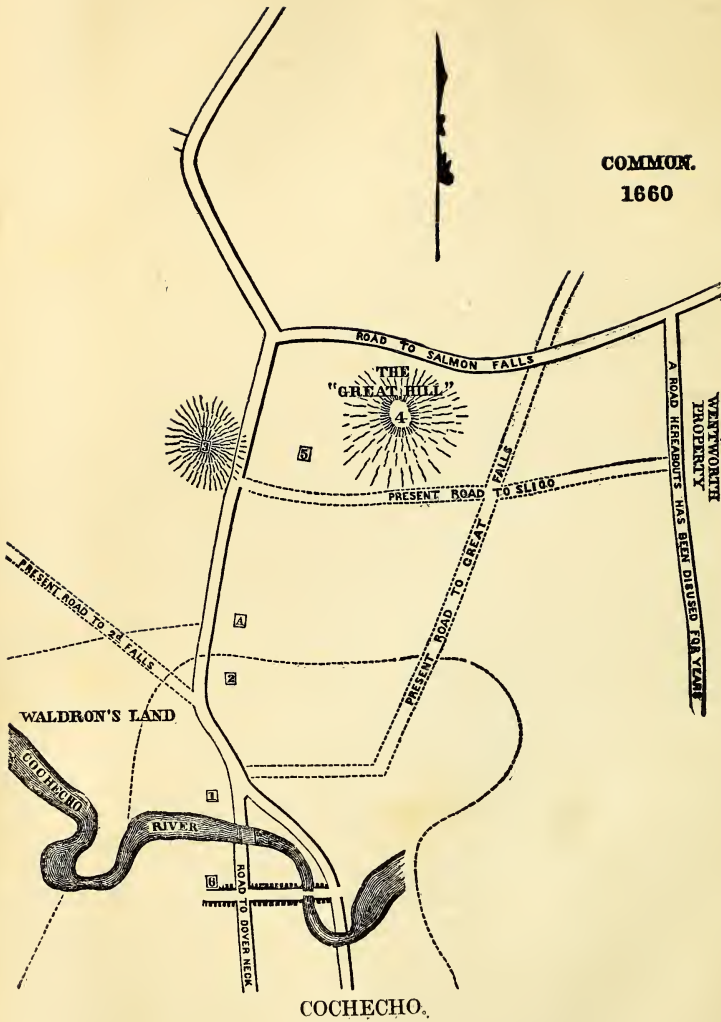 COMMON.
1660
ROAD TO SALMON FALLS
THE
"GREAT HILL"
4
3
5
PRESENT ROAD TO SLIGO
WENTWORTH
PROPERTY
A ROAD HEREABOUTS HAS BEEN DISUSED FOR YEARS
PRESENT ROAD TO GREAT FALLS
PRESENT ROAD TO 2d FALLS
A
2
WALDRON'S LAND
COCHECHO
RIVER
1
6
ROAD TO DOVER NECK
COCHECHO.